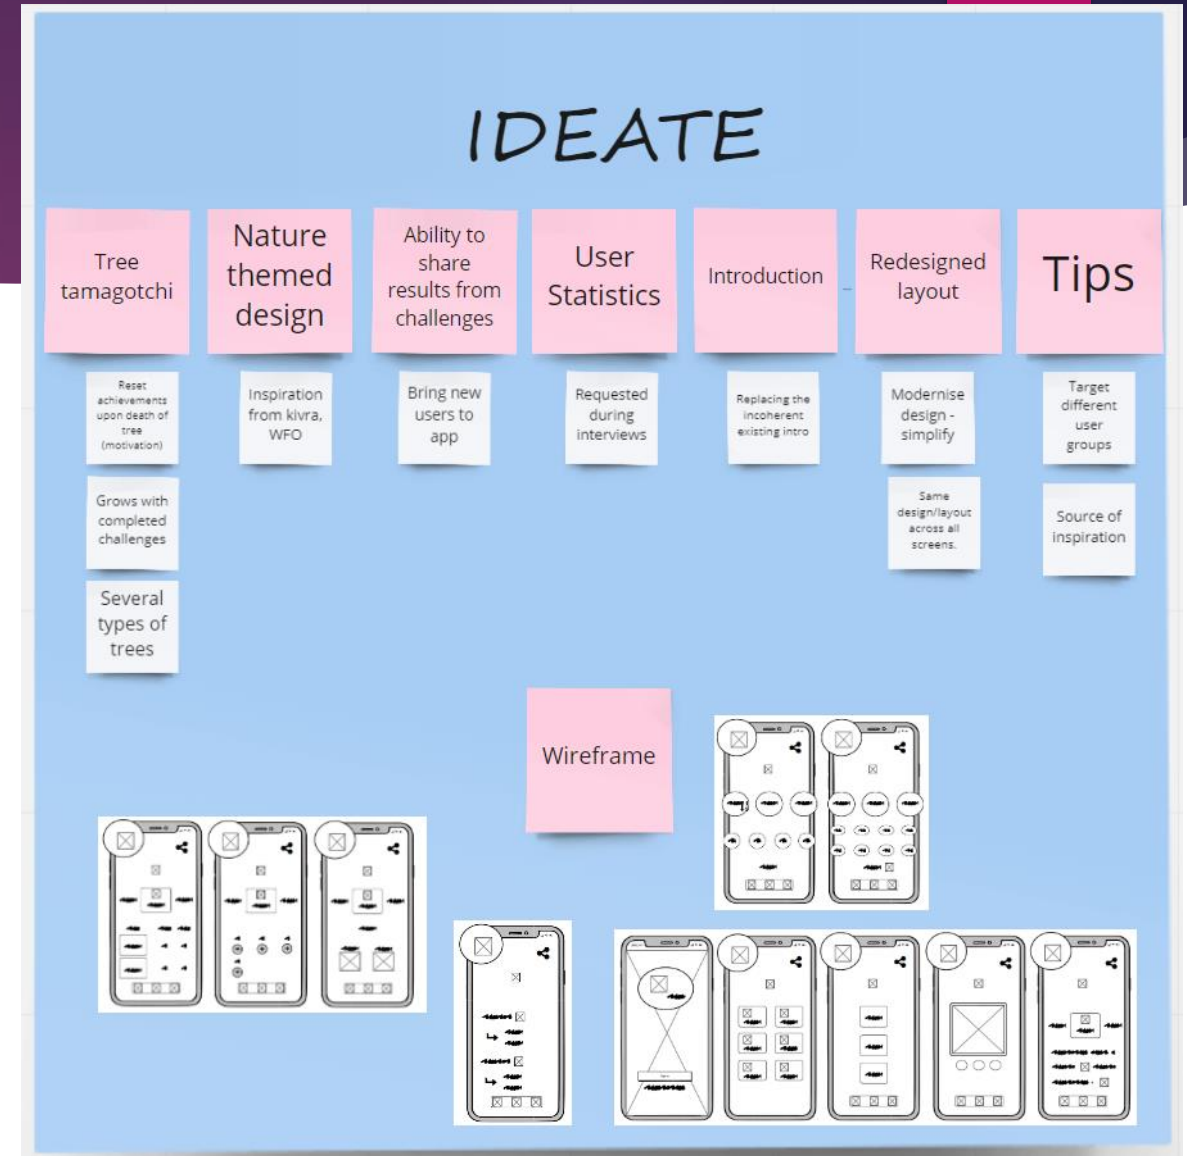 IDEATE
Tree
tamagotchi
Nature
themed
design
Ability to
share
results from
challenges
User
Statistics
Introduction
Redesigned
layout
Tips
Reset
achievements
upon death of
tree
(motivation)
Inspiration
from kivra,
WFO
Bring new
users to
app
Requested
during
interviews
Replacing the
incoherent
existing intro
Modernise
design -
simplify
Target
different
user
groups
Grows with
completed
challenges
Same
design/layout
across all
screens.
Source of
inspiration
Several
types of
trees
Wireframe